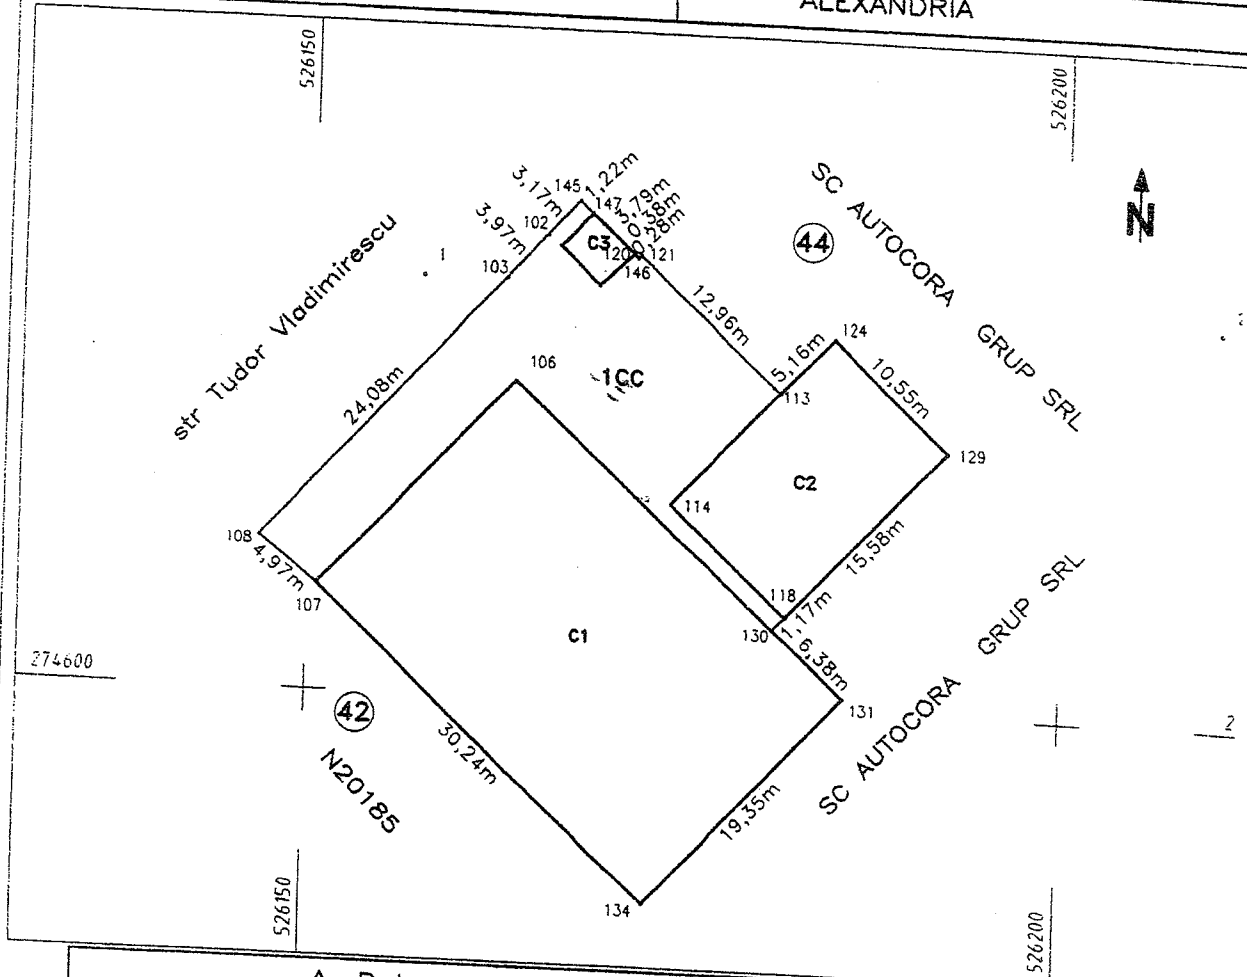 ALEXANDRIA
526150
526200
N
SC AUTOCORA GRUP SRL
44
str Tudor Vladimirescu
1
3,17m
145
1,22m
147
3,79m
0,38m
0,28m
102
3,97m
103
C3
120
121
146
12,96m
124
5,16m
10,55m
113
129
106
1CC
24,08m
C2
114
15,58m
108
4,97m
107
118
1,17m
130
6,38m
131
C1
SC AUTOCORA GRUP SRL
274600
42
N20185
30,24m
19,35m
134
2
526150
526200